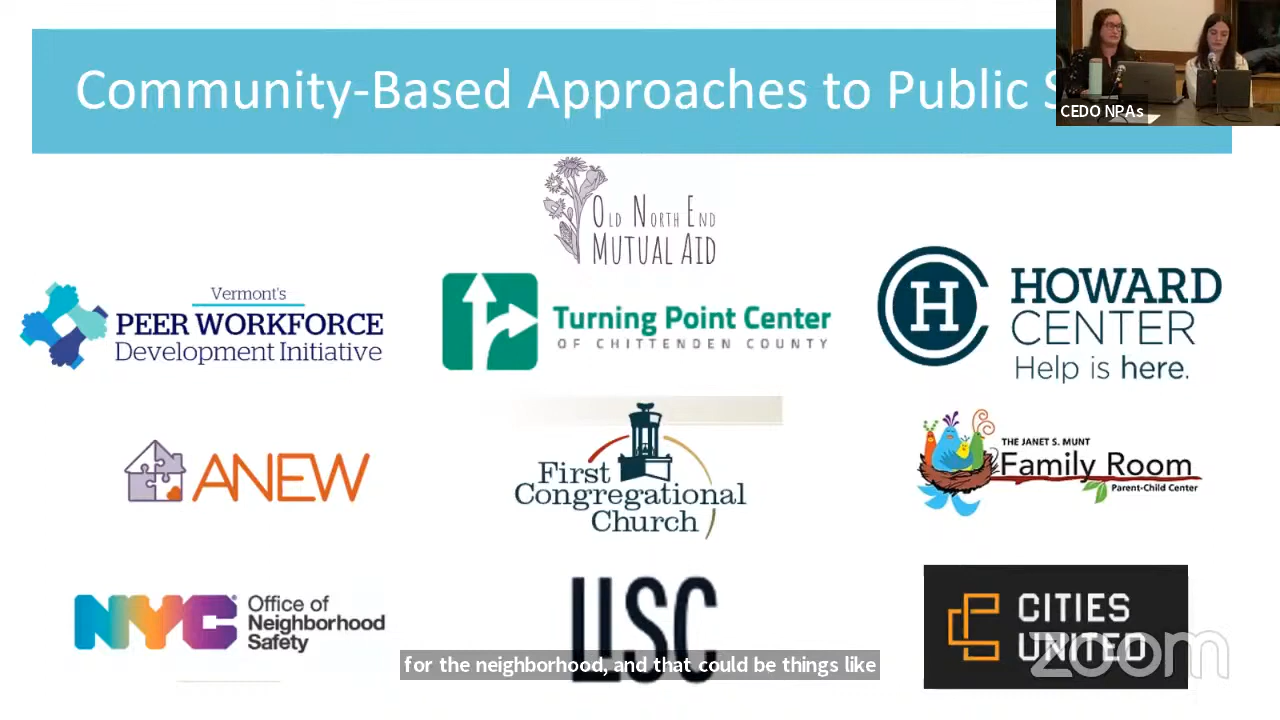 Community-Based Approaches to Public S
CEDO NPAs
OLD NORTH END
MUTUAL AID
Vermont's
PEER WORKFORCE
Development Initiative
Turning Point Center
OF CHITTENDEN COUNTY
H
HOWARD
CENTER
Help is here.
ANEW
First
Congregational
Church
THE JANET S. MUNT
Family Room
Parent-Child Center
NYC
Office of
Neighborhood
Safety
LISC
CITIES
UNITED
zoom
for the neighborhood, and that could be things like